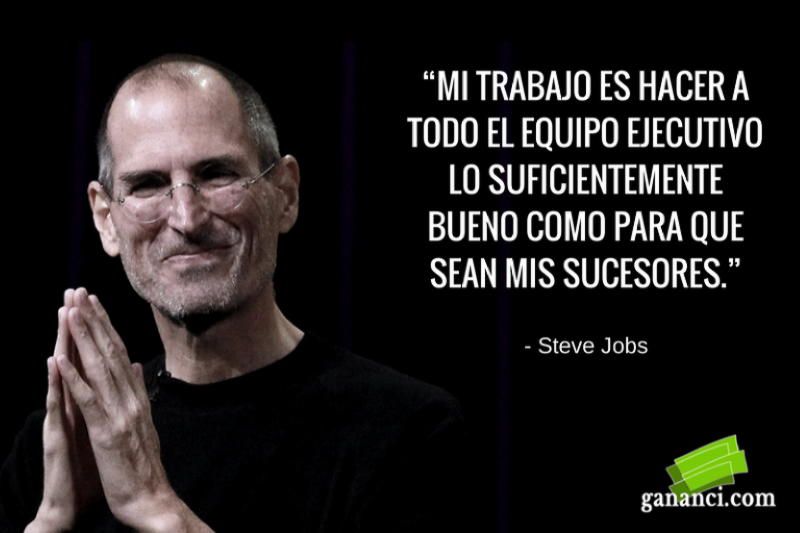 “MI TRABAJO ES HACER A
TODO EL EQUIPO EJECUTIVO
LO SUFICIENTEMENTE
BUENO COMO PARA QUE
SEAN MIS SUCESORES.”
- Steve Jobs
gananci.com